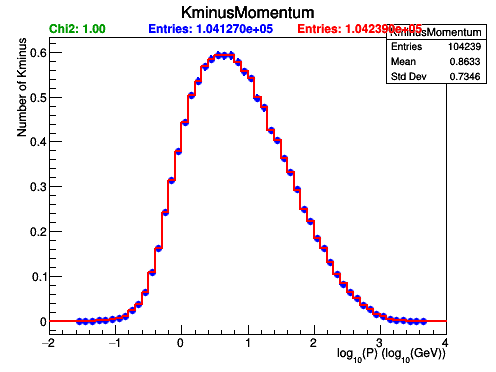 KminusMomentum
Chi2: 1.00 Entries: 1.041270e+05 Entries: 1.042390e+05
KminusMomentum
Entries 104239
Mean 0.8633
Std Dev 0.7346
Number of Kminus
0.6
0.5
0.4
0.3
0.2
0.1
0
−2 −1 0 1 2 3 4
log10(P) (log10(GeV))